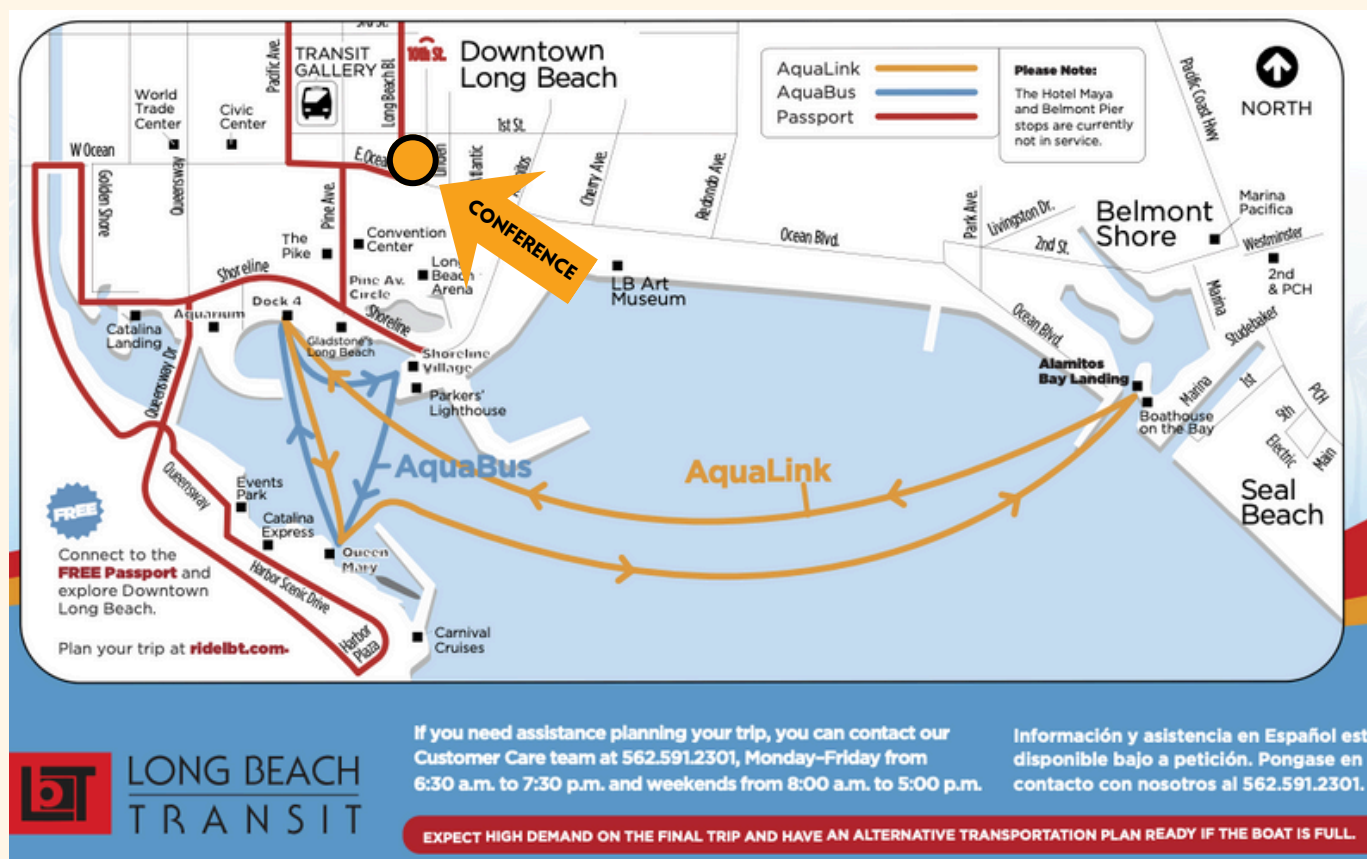 3rd St.
Pacific Ave.
TRANSIT
GALLERY
Long Beach Bl.
10th St.
Downtown
Long Beach
AquaLink
AquaBus
Passport
Please Note:
The Hotel Maya
and Belmont Pier
stops are currently
not in service.
Pacific Coast HWY
NORTH
World
Trade
Center
Civic
Center
1st St.
W Ocean
E. Ocean
Linden
Atlantic
Cherry Ave.
Redondo Ave.
Golden Shore
Queensway
Pine Ave.
CONFERENCE
Park Ave.
Livingston Dr.
2nd St.
Belmont
Shore
Marina
Pacifica
Westminster
2nd
& PCH
The
Pike
Convention
Center
Ocean Blvd.
Shoreline
Long
Beach
Arena
Pine Av.
Circle
LB Art
Museum
Marina
Studebaker
Dock 4
Aquarium
Catalina
Landing
Gladstone's
Long Beach
Shoreline
Shoreline
Village
Parkers'
Lighthouse
Ocean Blvd.
Alamitos
Bay Landing
Boathouse
on the Bay
Marina
1st
5th
PCH
Electric
Main
Queensway Dr
Queensway
AquaBus
AquaLink
Seal
Beach
Events
Park
Catalina
Express
Queen
Mary
Harbor Scenic Drive
Harbor
Plaza
Carnival
Cruises
FREE
Connect to the
FREE Passport and
explore Downtown
Long Beach.
Plan your trip at ridelbt.com.
LBT
LONG BEACH
TRANSIT
If you need assistance planning your trip, you can contact our
Customer Care team at 562.591.2301, Monday–Friday from
6:30 a.m. to 7:30 p.m. and weekends from 8:00 a.m. to 5:00 p.m.
Información y asistencia en Español est
disponible bajo a petición. Pongase en
contacto con nosotros al 562.591.2301.
EXPECT HIGH DEMAND ON THE FINAL TRIP AND HAVE AN ALTERNATIVE TRANSPORTATION PLAN READY IF THE BOAT IS FULL.